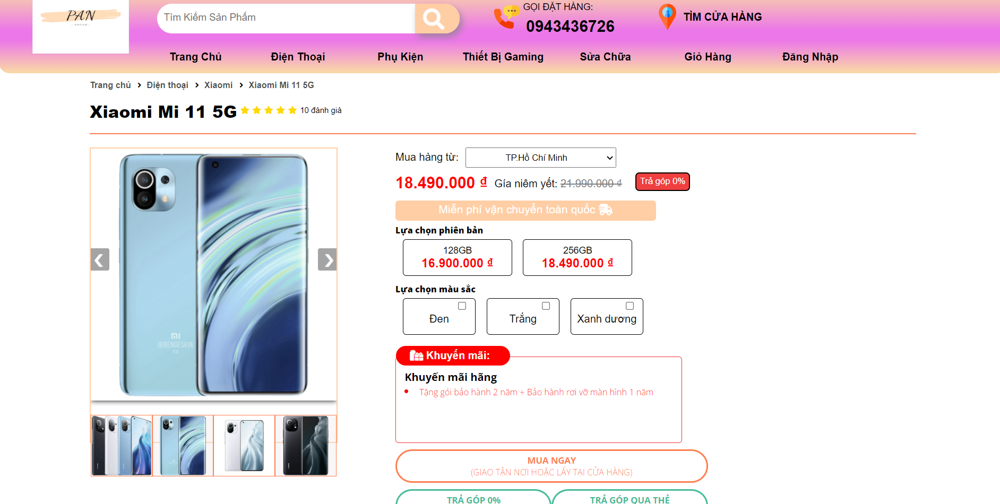 PAN
..PHONE..
Tìm Kiếm Sản Phẩm
GỌI ĐẶT HÀNG:
0943436726
TÌM CỬA HÀNG
Trang Chủ Điện Thoại Phụ Kiện Thiết Bị Gaming Sửa Chữa Giỏ Hàng Đăng Nhập
Trang chủ > Điện thoại > Xiaomi > Xiaomi Mi 11 5G
Xiaomi Mi 11 5G 10 đánh giá
Mua hàng từ: TP.Hồ Chí Minh
18.490.000 ₫ Gía niêm yết: 21.990.000 ₫ Trả góp 0%
Miễn phí vận chuyển toàn quốc
Lựa chọn phiên bản
128GB
16.900.000 ₫
256GB
18.490.000 ₫
Lựa chọn màu sắc
Đen
Trắng
Xanh dương
MI
@BENGESKIN
5G
Khuyến mãi:
Khuyến mãi hãng
Tặng gói bảo hành 2 năm + Bảo hành rơi vỡ màn hình 1 năm
MUA NGAY
(GIAO TẬN NƠI HOẶC LẤY TẠI CỬA HÀNG)
TRẢ GÓP 0%
TRẢ GÓP QUA THẺ